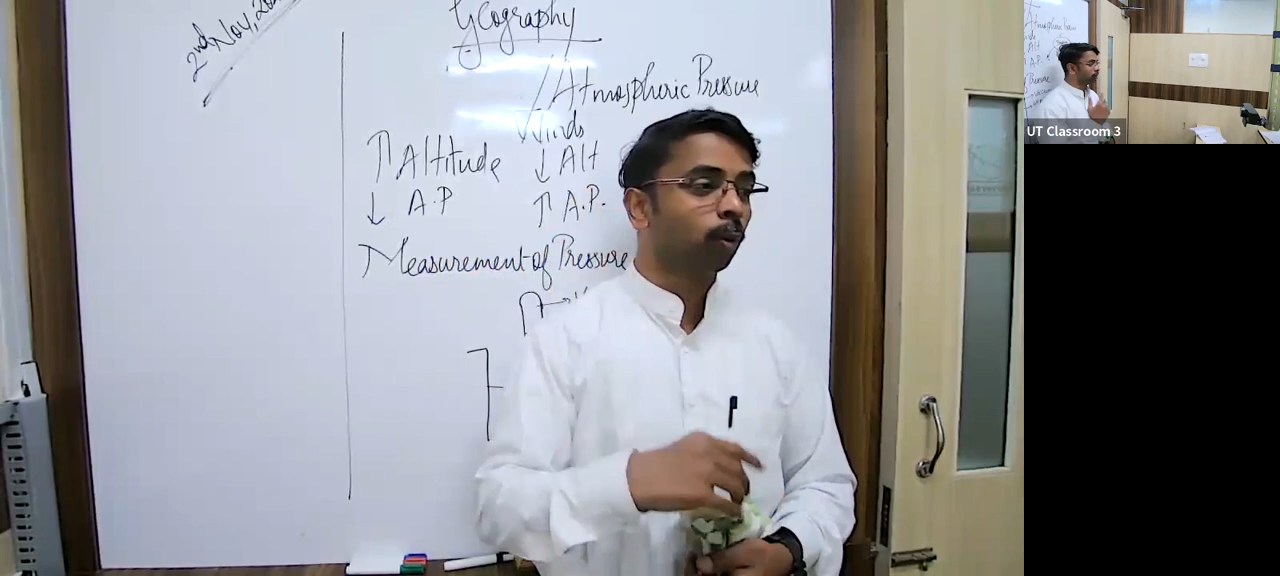 2nd Nov, 20
Geography
Atmospheric Pressure
Winds
↑ Altitude
↓ A.P
↓ Alt
↑ A.P.
Measurement of Pressure
UT Classroom 3